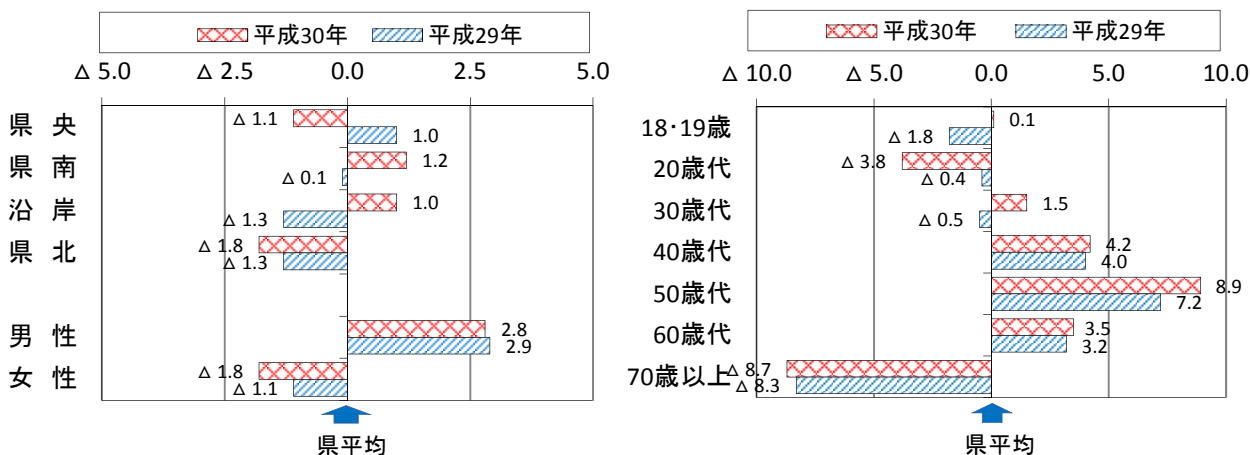 平成30年 平成29年
△ 5.0 △ 2.5 0.0 2.5 5.0
県 央 △ 1.1 1.0
県 南 1.2 △ 0.1
沿 岸 1.0 △ 1.3
県 北 △ 1.8 △ 1.3
男 性 2.8 2.9
女 性 △ 1.8 △ 1.1
県平均
平成30年 平成29年
△ 10.0 △ 5.0 0.0 5.0 10.0
18・19歳 0.1 △ 1.8
20歳代 △ 3.8 △ 0.4
30歳代 1.5 △ 0.5
40歳代 4.2 4.0
50歳代 8.9 7.2
60歳代 3.5 3.2
70歳以上 △ 8.7 △ 8.3
県平均